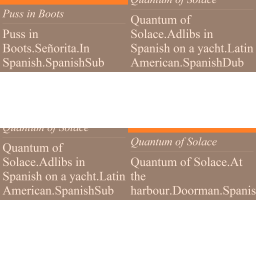 Puss in Boots
Puss in
Boots.Señorita.In
Spanish.SpanishSub
Quantum of Solace
Quantum of
Solace.Adlibs in
Spanish on a yacht.Latin
American.SpanishDub
Quantum of Solace
Quantum of
Solace.Adlibs in
Spanish on a yacht.Latin
American.SpanishSub
Quantum of Solace
Quantum of Solace.At
the
harbour.Doorman.Spanis